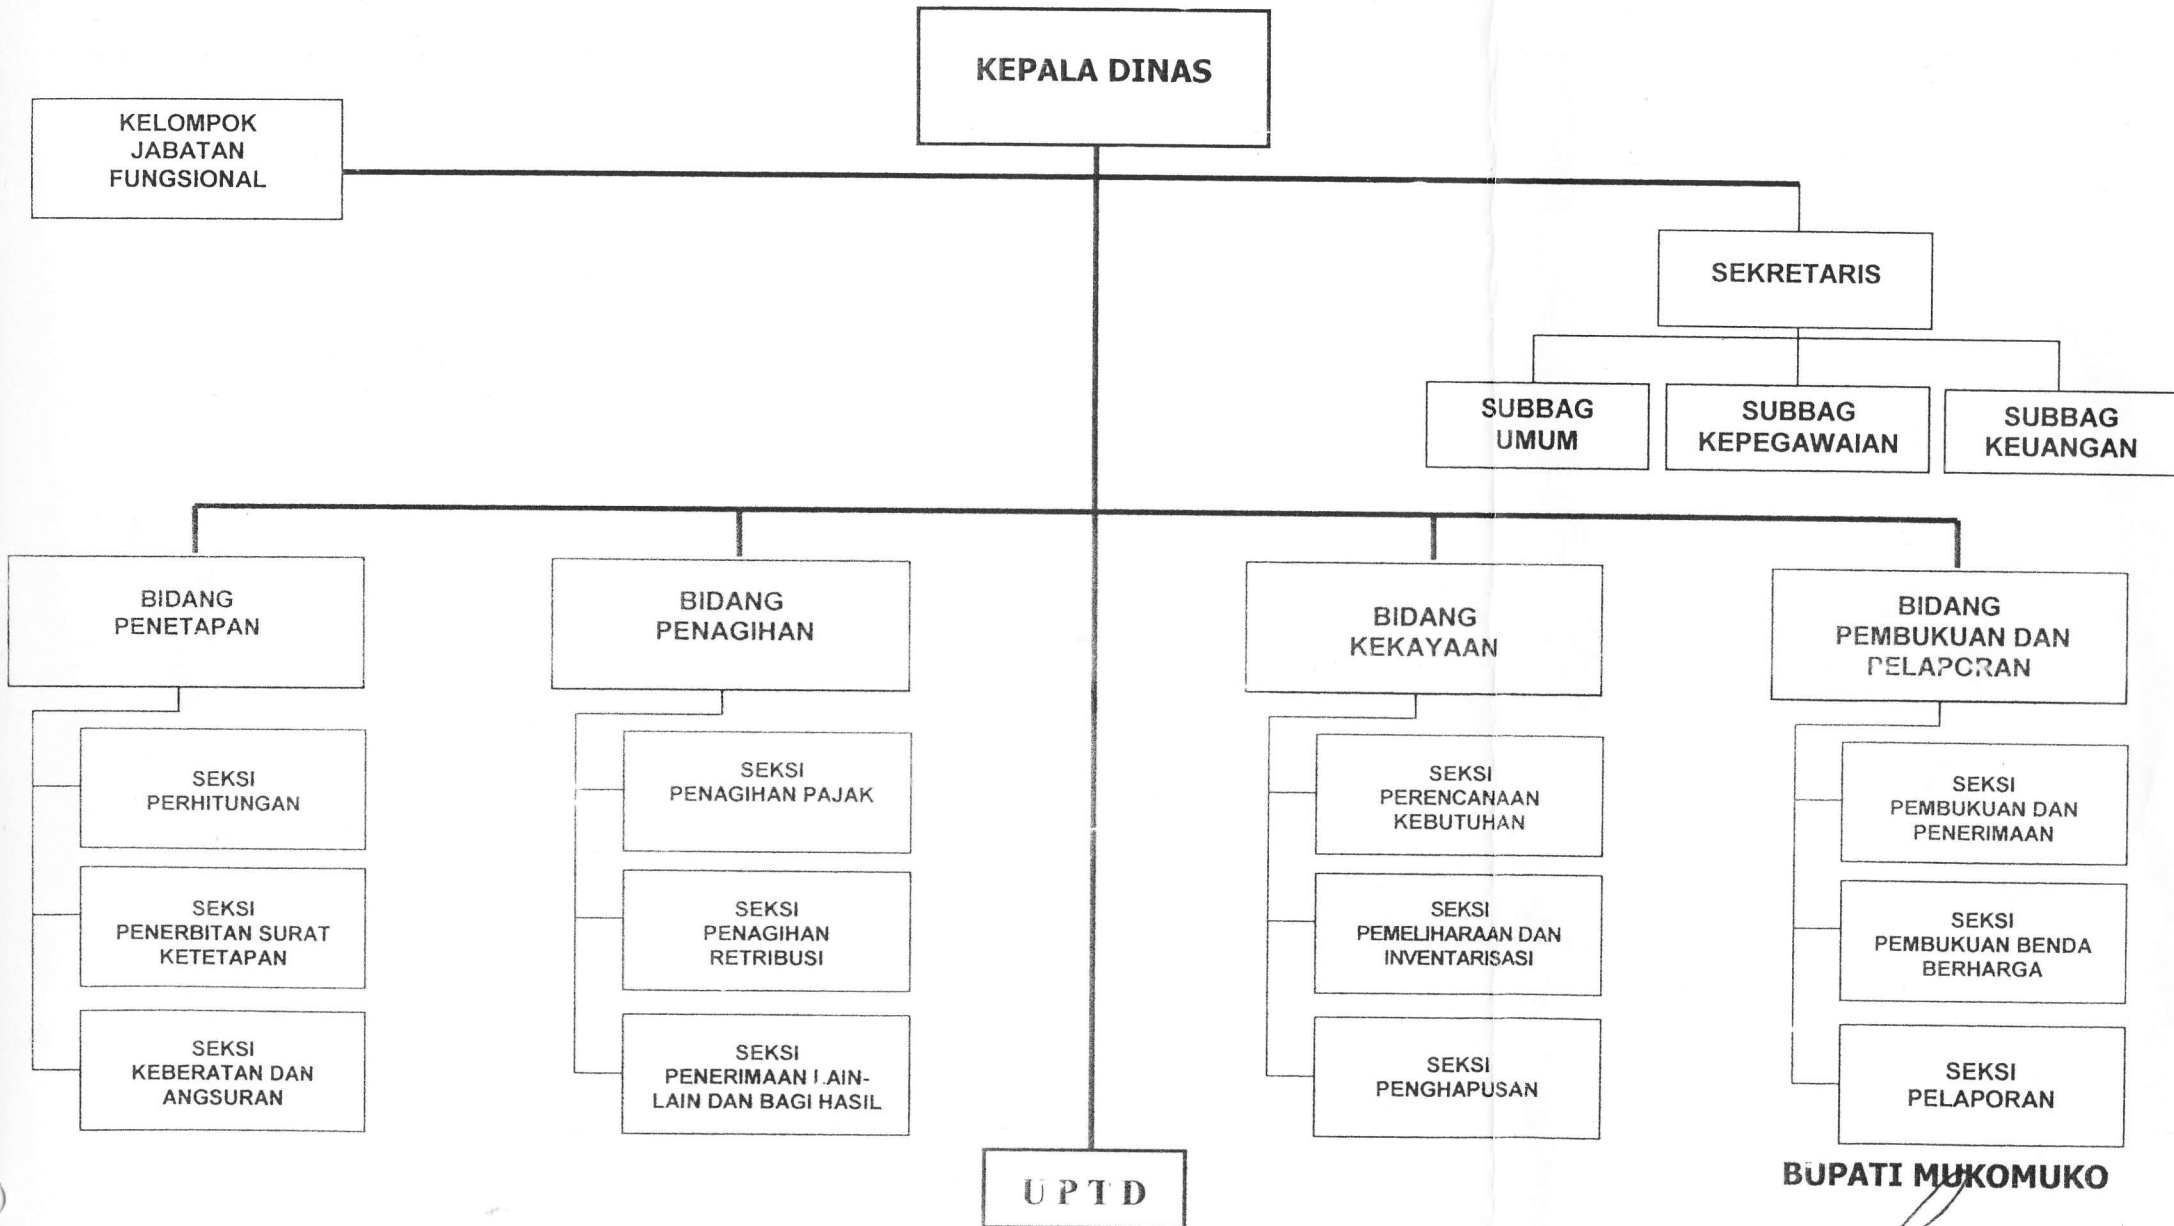 KEPALA DINAS
KELOMPOK
JABATAN
FUNGSIONAL
SEKRETARIS
SUBBAG
UMUM
SUBBAG
KEPEGAWAIAN
SUBBAG
KEUANGAN
BIDANG
PENETAPAN
BIDANG
PENAGIHAN
BIDANG
KEKAYAAN
BIDANG
PEMBUKUAN DAN
PELAPORAN
SEKSI
PERHITUNGAN
SEKSI
PENERBITAN SURAT
KETETAPAN
SEKSI
KEBERATAN DAN
ANGSURAN
SEKSI
PENAGIHAN PAJAK
SEKSI
PENAGIHAN
RETRIBUSI
SEKSI
PENERIMAAN LAIN-
LAIN DAN BAGI HASIL
SEKSI
PERENCANAAN
KEBUTUHAN
SEKSI
PEMELIHARAAN DAN
INVENTARISASI
SEKSI
PENGHAPUSAN
SEKSI
PEMBUKUAN DAN
PENERIMAAN
SEKSI
PEMBUKUAN BENDA
BERHARGA
SEKSI
PELAPORAN
U P T D
BUPATI MUKOMUKO